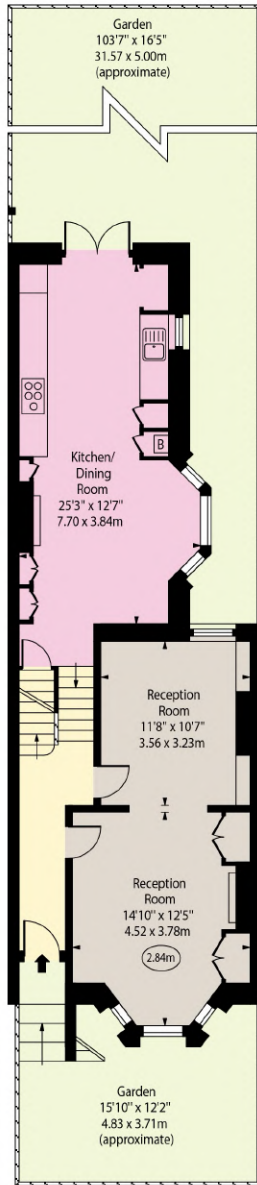 Garden
103'7" x 16'5"
31.57 x 5.00m
(approximate)
B
Kitchen/
Dining
Room
25'3" x 12'7"
7.70 x 3.84m
Reception
Room
11'8" x 10'7"
3.56 x 3.23m
Reception
Room
14'10" x 12'5"
4.52 x 3.78m
2.84m
Garden
15'10" x 12'2"
4.83 x 3.71m
(approximate)